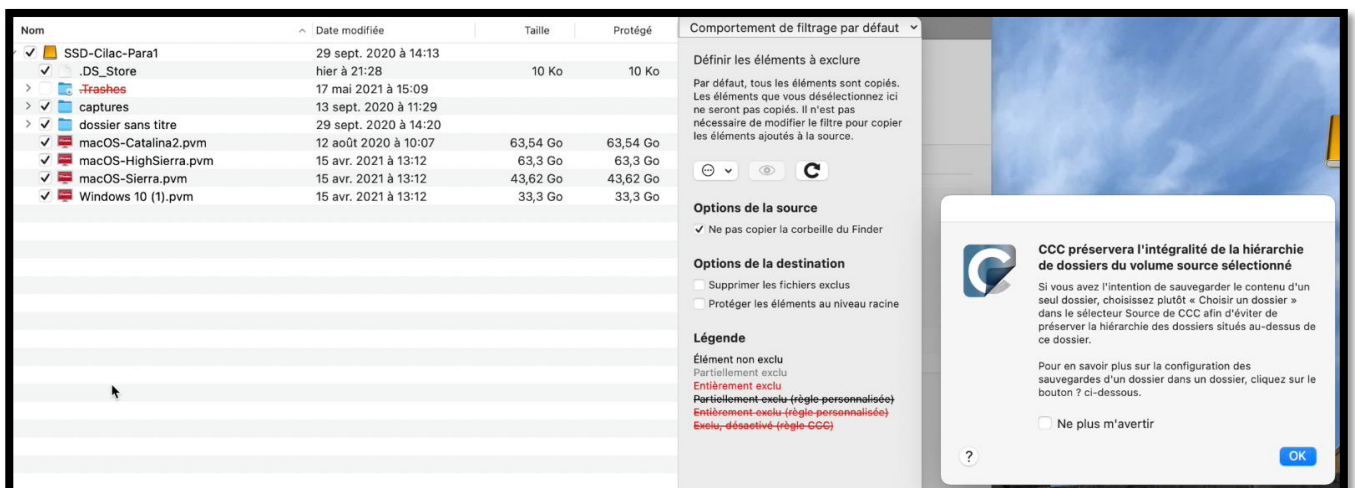 Nom Date modifiée Taille Protégé
SSD-Cilac-Para1 29 sept. 2020 à 14:13
.DS_Store hier à 21:28 10 Ko 10 Ko
.Trashes 17 mai 2021 à 15:09
captures 13 sept. 2020 à 11:29
dossier sans titre 29 sept. 2020 à 14:20
macOS-Catalina2.pvm 12 août 2020 à 10:07 63,54 Go 63,54 Go
macOS-HighSierra.pvm 15 avr. 2021 à 13:12 63,3 Go 63,3 Go
macOS-Sierra.pvm 15 avr. 2021 à 13:12 43,62 Go 43,62 Go
Windows 10 (1).pvm 15 avr. 2021 à 13:12 33,3 Go 33,3 Go
Comportement de filtrage par défaut
Définir les éléments à exclure
Par défaut, tous les éléments sont copiés.
Les éléments que vous désélectionnez ici
ne seront pas copiés. Il n'est pas
nécessaire de modifier le filtre pour copier
les éléments ajoutés à la source.
Options de la source
Ne pas copier la corbeille du Finder
Options de la destination
Supprimer les fichiers exclus
Protéger les éléments au niveau racine
Légende
Élément non exclu
Partiellement exclu
Entièrement exclu
Partiellement exclu (règle personnalisée)
Entièrement exclu (règle personnalisée)
Exclu, désactivé (règle CCC)
CCC préservera l'intégralité de la hiérarchie
de dossiers du volume source sélectionné
Si vous avez l'intention de sauvegarder le contenu d'un
seul dossier, choisissez plutôt « Choisir un dossier »
dans le sélecteur Source de CCC afin d'éviter de
préserver la hiérarchie des dossiers situés au-dessus de
ce dossier.
Pour en savoir plus sur la configuration des
sauvegardes d'un dossier dans un dossier, cliquez sur le
bouton ? ci-dessous.
Ne plus m'avertir
? OK